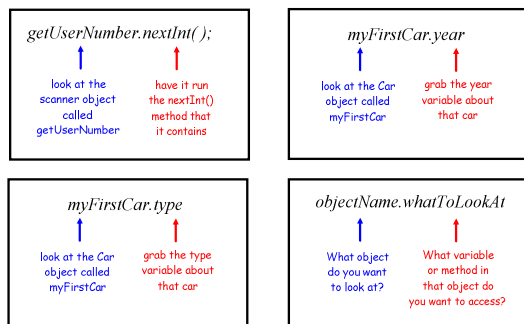 getUserNumber.nextInt( );
look at the
scanner object
called
getUserNumber
have it run
the nextInt()
method that
it contains
myFirstCar.year
look at the Car
object called
myFirstCar
grab the year
variable about
that car
myFirstCar.type
look at the Car
object called
myFirstCar
grab the type
variable about
that car
objectName.whatToLookAt
What object
do you want
to look at?
What variable
or method in
that object do
you want to access?